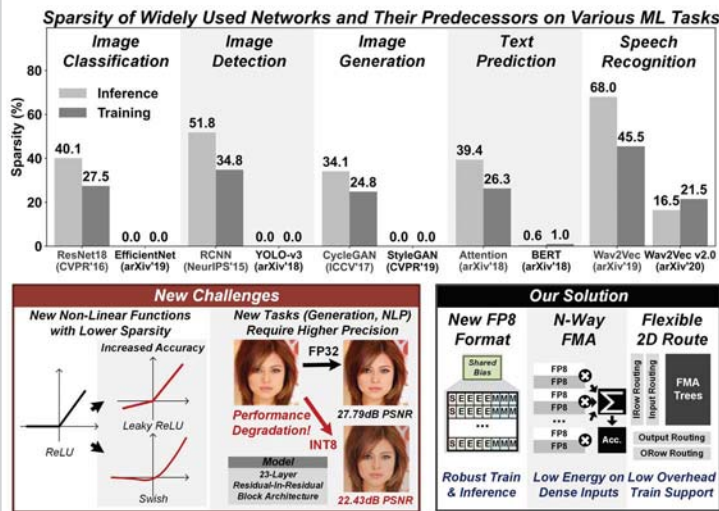 Sparsity of Widely Used Networks and Their Predecessors on Various ML Tasks
Image Classification
Image Detection
Image Generation
Text Prediction
Speech Recognition
Sparsity (%)
80
60
40
20
0
Inference
Training
40.1
27.5
0.0 0.0
51.8
34.8
0.0 0.0
34.1
24.8
0.0 0.0
39.4
26.3
0.6 1.0
68.0
45.5
16.5
21.5
ResNet18
(CVPR'16)
EfficientNet
(arXiv'19)
RCNN
(NeurIPS'15)
YOLO-v3
(arXiv'18)
CycleGAN
(ICCV'17)
StyleGAN
(CVPR'19)
Attention
(arXiv'18)
BERT
(arXiv'18)
Wav2Vec
(arXiv'19)
Wav2Vec v2.0
(arXiv'20)
New Challenges
New Non-Linear Functions
with Lower Sparsity
Increased Accuracy
ReLU
Leaky ReLU
Swish
New Tasks (Generation, NLP)
Require Higher Precision
FP32
27.79dB PSNR
Performance
Degradation!
INT8
22.43dB PSNR
Model
23-Layer
Residual-In-Residual
Block Architecture
Our Solution
New FP8
Format
Shared
Bias
S E E E E M M M
S E E E E M M M
...
S E E E E M M M
Robust Train
& Inference
N-Way
FMA
FP8
FP8
FP8
FP8
...
FP8
FP8
Σ
Acc.
Low Energy on
Dense Inputs
Flexible
2D Route
IRow Routing
Input Routing
FMA
Trees
Output Routing
ORow Routing
Low Overhead
Train Support